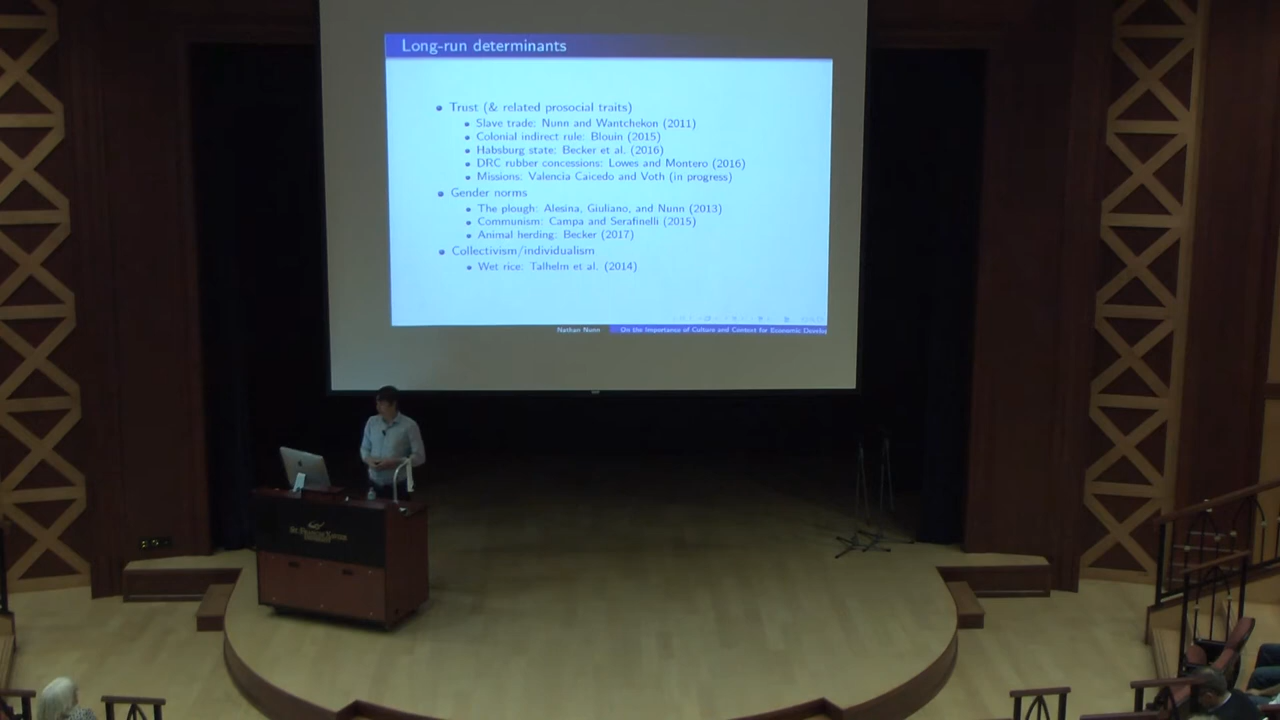 Long-run determinants
Trust (& related prosocial traits)
Slave trade: Nunn and Wantchekon (2011)
Colonial indirect rule: Blouin (2015)
Habsburg state: Becker et al. (2016)
DRC rubber concessions: Lowes and Montero (2016)
Missions: Valencia Caicedo and Voth (in progress)
Gender norms
The plough: Alesina, Giuliano, and Nunn (2013)
Communism: Campa and Serafinelli (2015)
Animal herding: Becker (2017)
Collectivism/individualism
Wet rice: Talhelm et al. (2014)
Nathan Nunn On the Importance of Culture and Context for Economic Develo
St. Francis Xavier